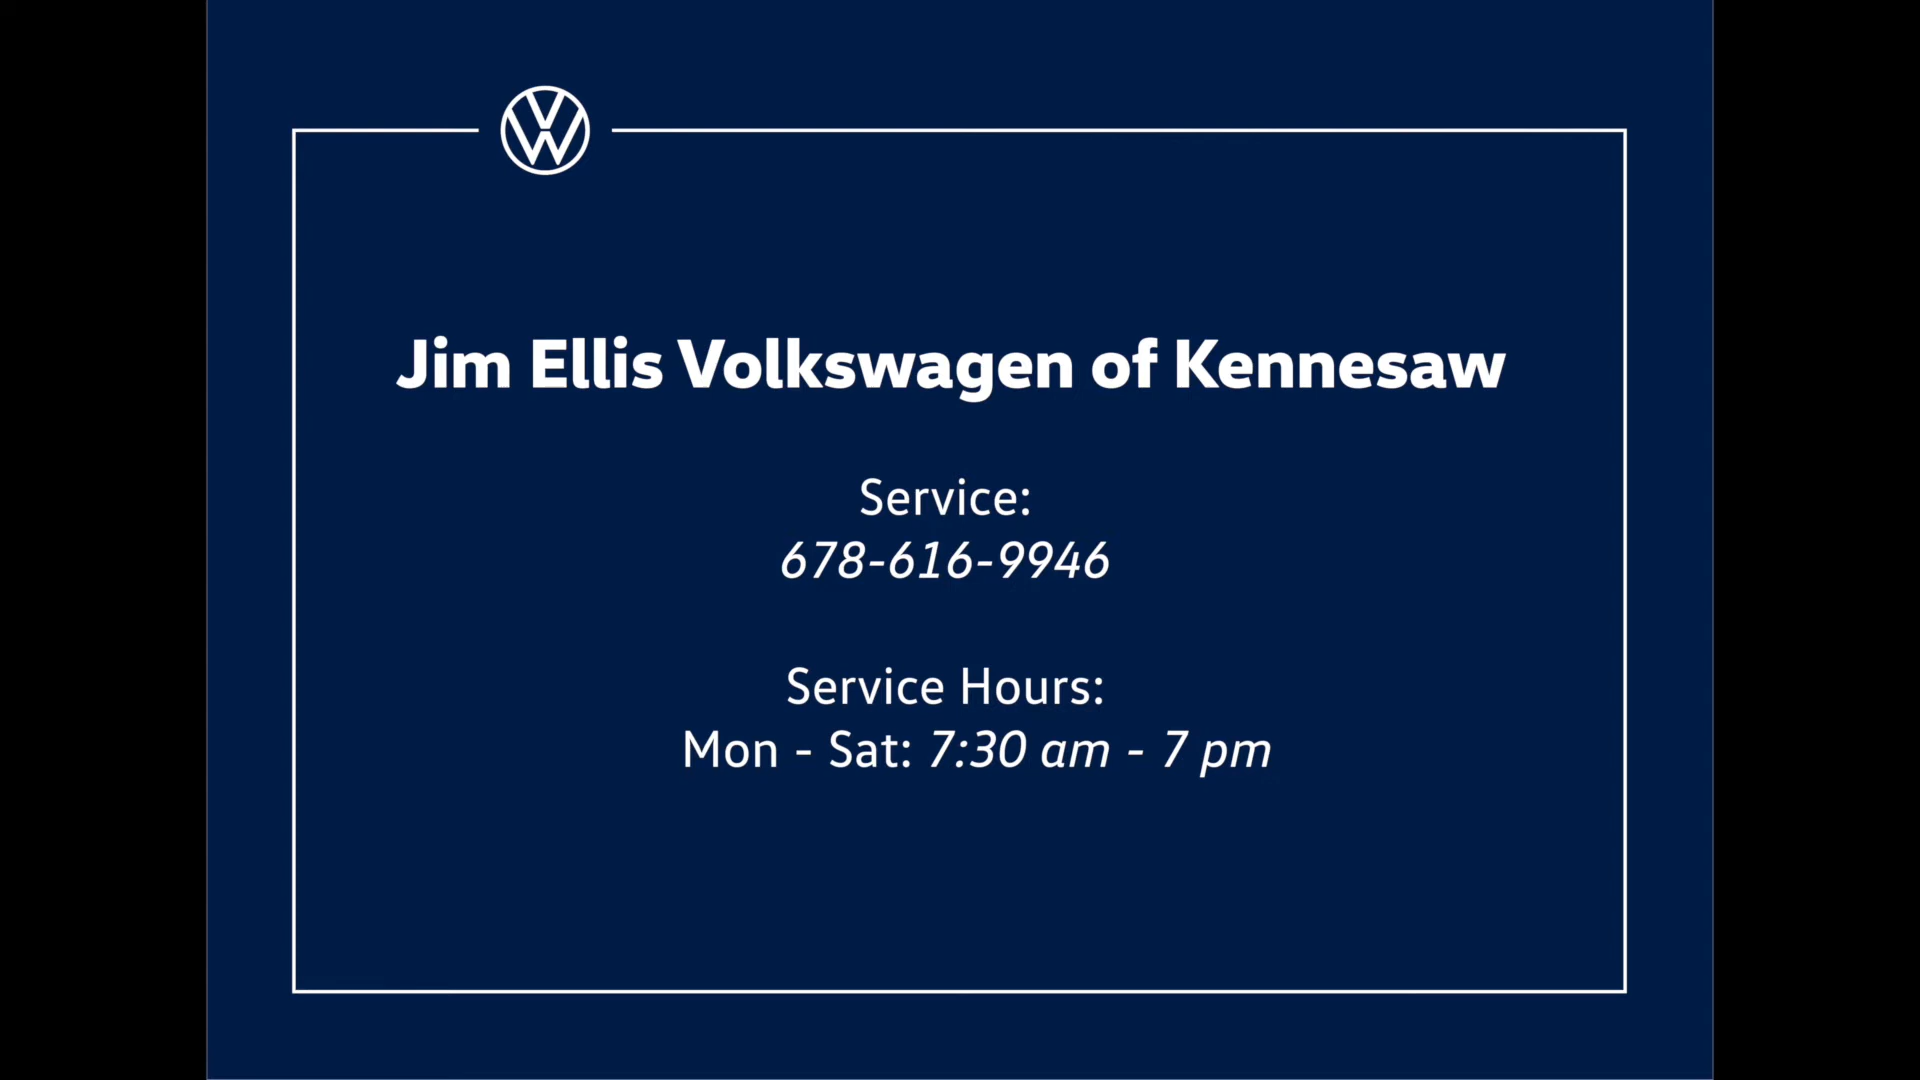 Jim Ellis Volkswagen of Kennesaw
Service:
678-616-9946
Service Hours:
Mon - Sat: 7:30 am - 7 pm